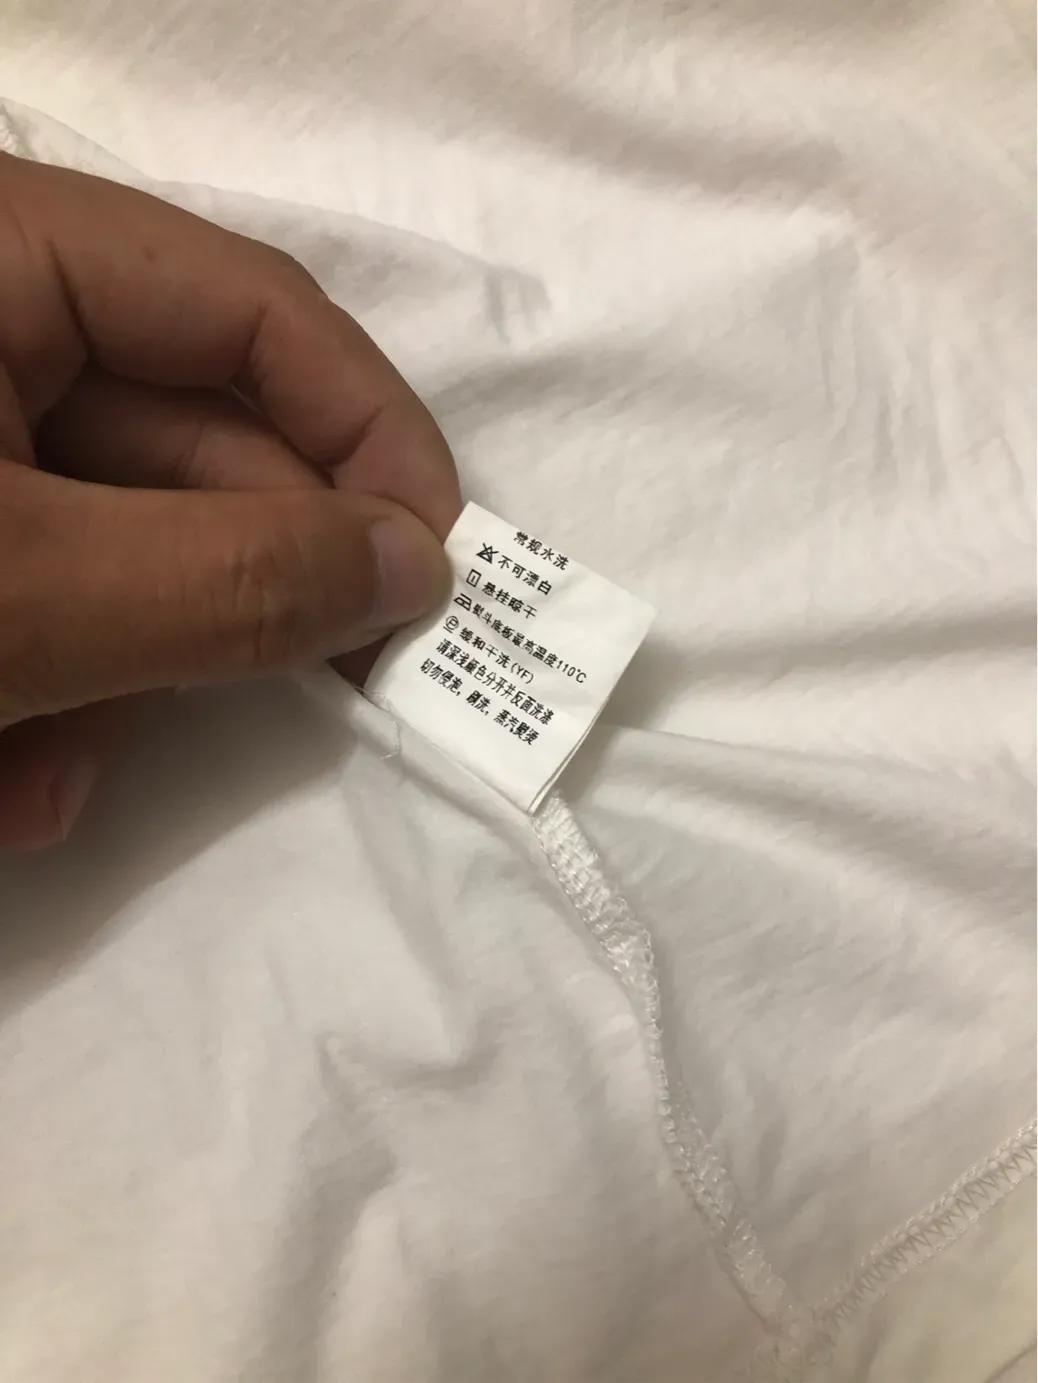 常规水洗
不可漂白
悬挂晾干
熨斗底板最高温度110℃
缓和干洗(YF)
请深浅颜色分开并反面洗涤
切勿侵泡，刷洗，蒸汽熨烫